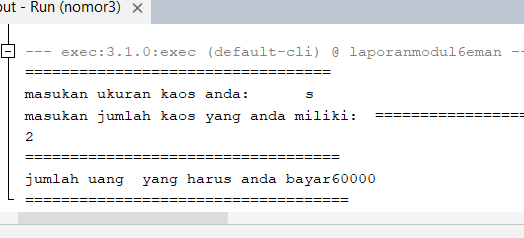 out - Run (nomor3) ×
--- exec:3.1.0:exec (default-cli) @ laporanmodul6eman --
==================================
masukan ukuran kaos anda:      s
masukan jumlah kaos yang anda miliki:  =================
2
===================================
jumlah uang  yang harus anda bayar60000
====================================